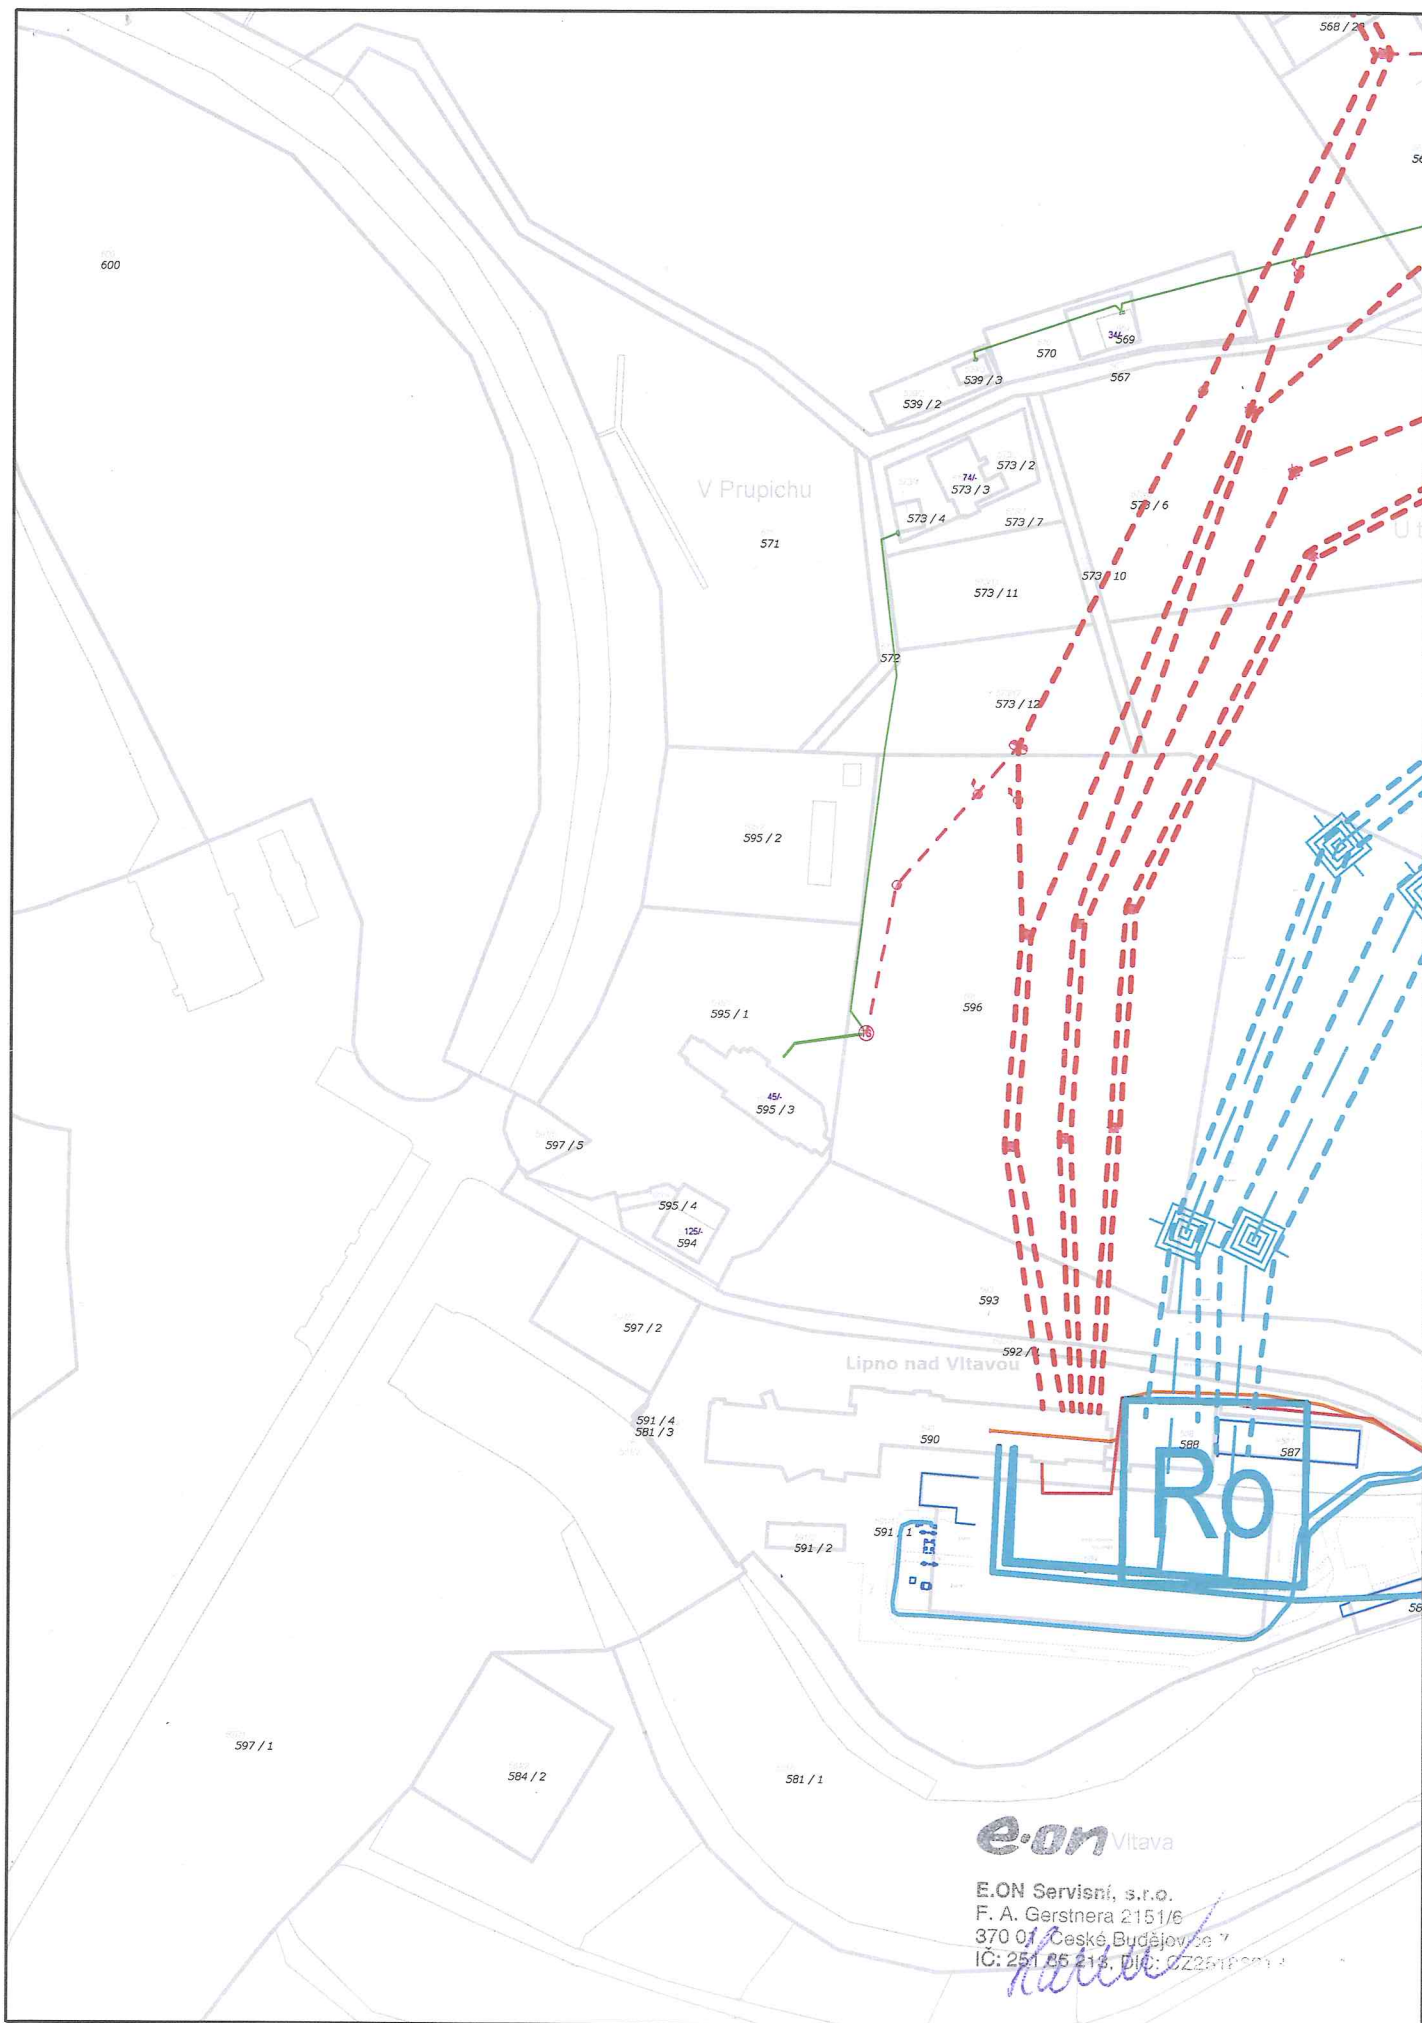 568 / 2
600
34/-
569
570
539 / 3
567
539 / 2
573 / 2
V Prupichu
74/-
573 / 3
573 / 6
573 / 4
573 / 7
571
573 / 10
573 / 11
572
573 / 12
595 / 2
596
595 / 1
45/-
595 / 3
597 / 5
595 / 4
125/-
594
593
597 / 2
592 /
Lipno nad Vltavou
591 / 4
581 / 3
590
588
587
Ro
591 / 1
591 / 2
58
597 / 1
584 / 2
581 / 1
e·on
Vltava
E.ON Servisní, s.r.o.
F. A. Gerstnera 2151/6
370 01 České Budějovice 7
IČ: 251 86 213, DIČ: